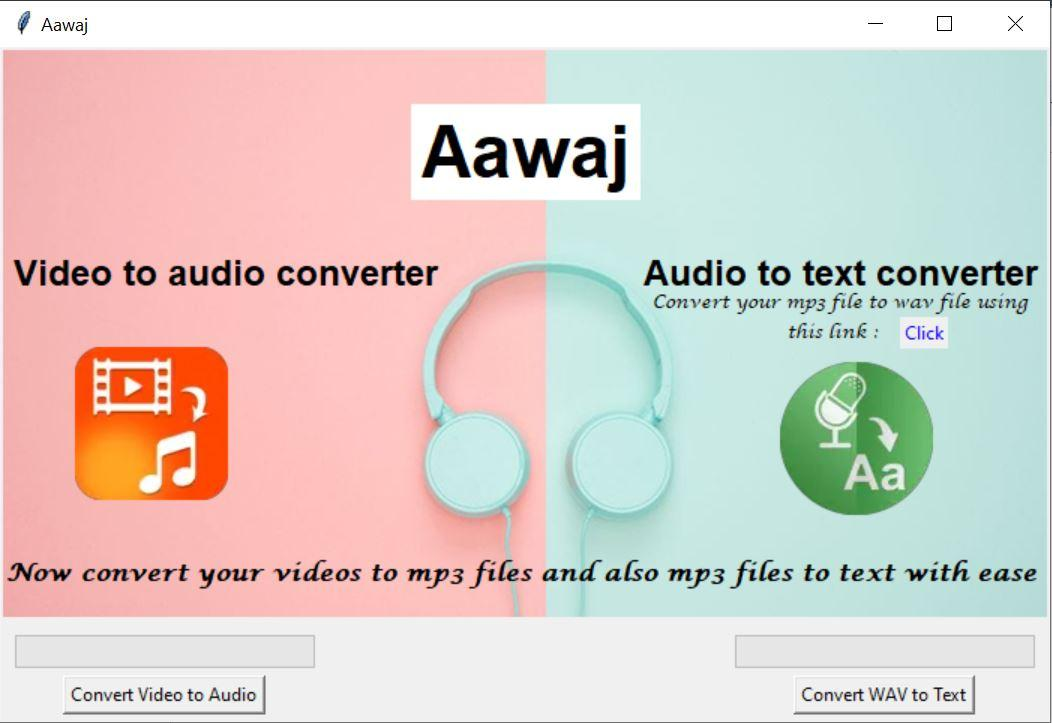 Aawaj
Aawaj
Video to audio converter
Audio to text converter
Convert your mp3 file to wav file using
this link : Click
Aa
Now convert your videos to mp3 files and also mp3 files to text with ease
Convert Video to Audio
Convert WAV to Text